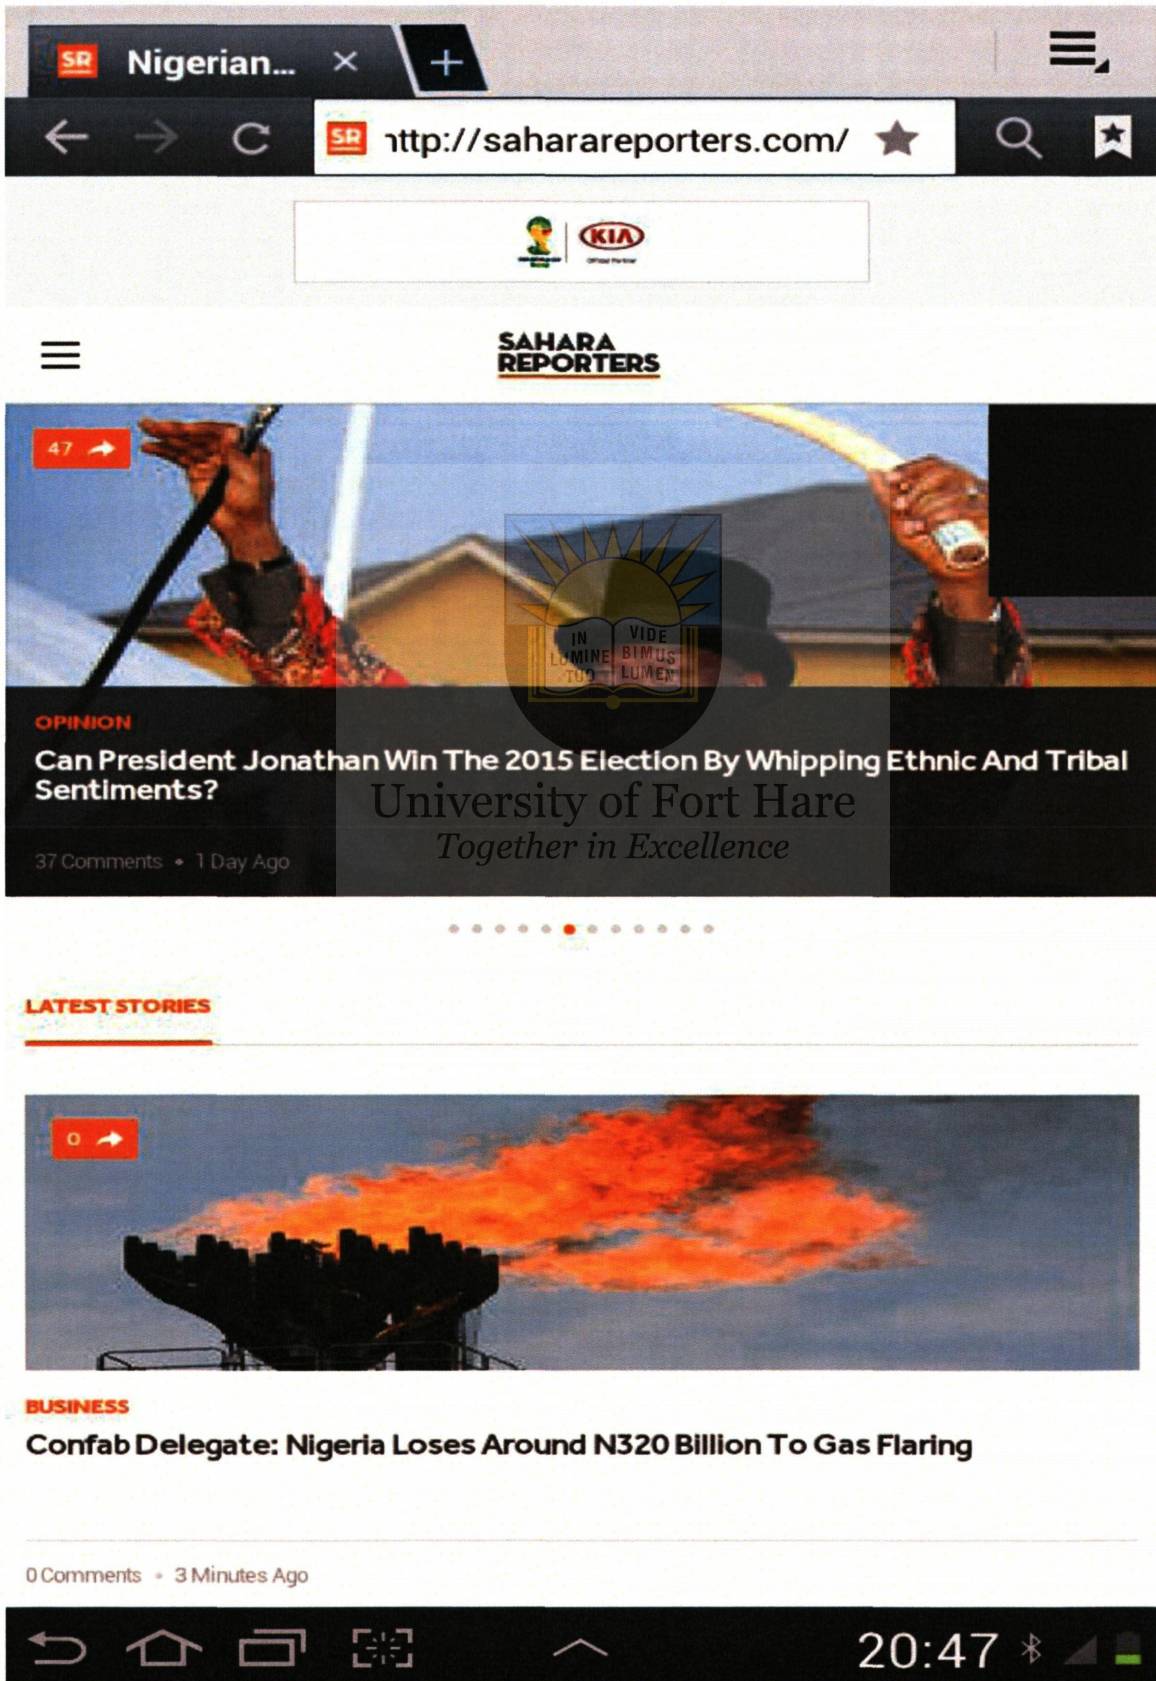 SR Nigerian...
SR http://saharareporters.com/
KIA
SAHARA
REPORTERS
47
IN VIDE
LUMINE BIMUS
TUO LUMEN
OPINION
Can President Jonathan Win The 2015 Election By Whipping Ethnic And Tribal
Sentiments?
University of Fort Hare
Together in Excellence
37 Comments • 1 Day Ago
LATEST STORIES
0
BUSINESS
Confab Delegate: Nigeria Loses Around N320 Billion To Gas Flaring
0 Comments • 3 Minutes Ago
20:47